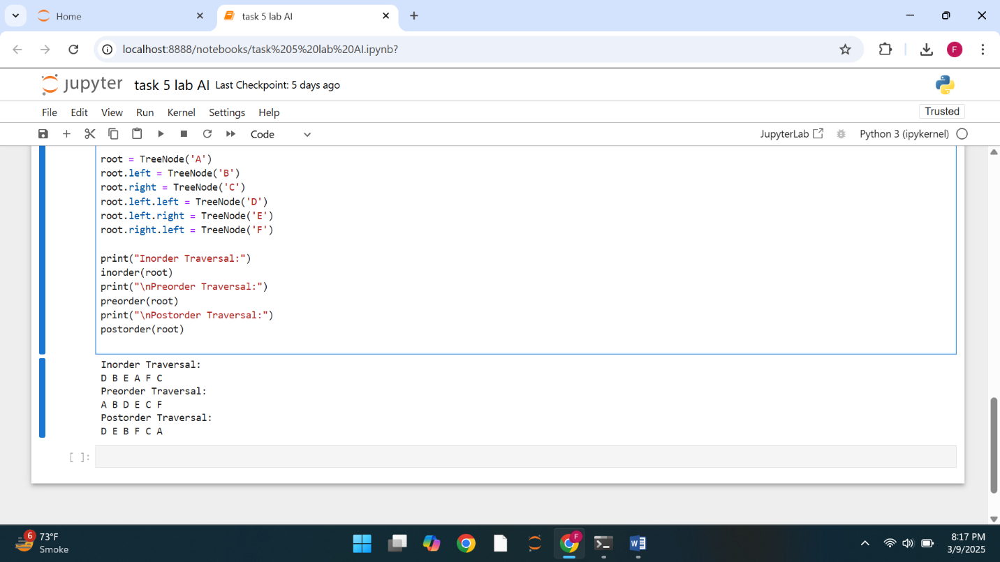 Home
task 5 lab AI
localhost:8888/notebooks/task%205%20lab%20AI.ipynb?
F
jupyter task 5 lab AI Last Checkpoint: 5 days ago
File Edit View Run Kernel Settings Help
Trusted
Code
JupyterLab
Python 3 (ipykernel)
root = TreeNode('A')
root.left = TreeNode('B')
root.right = TreeNode('C')
root.left.left = TreeNode('D')
root.left.right = TreeNode('E')
root.right.left = TreeNode('F')
print("Inorder Traversal:")
inorder(root)
print("\nPreorder Traversal:")
preorder(root)
print("\nPostorder Traversal:")
postorder(root)
Inorder Traversal:
D B E A F C
Preorder Traversal:
A B D E C F
Postorder Traversal:
D E B F C A
[ ]:
6
73°F
Smoke
F
W
8:17 PM
3/9/2025